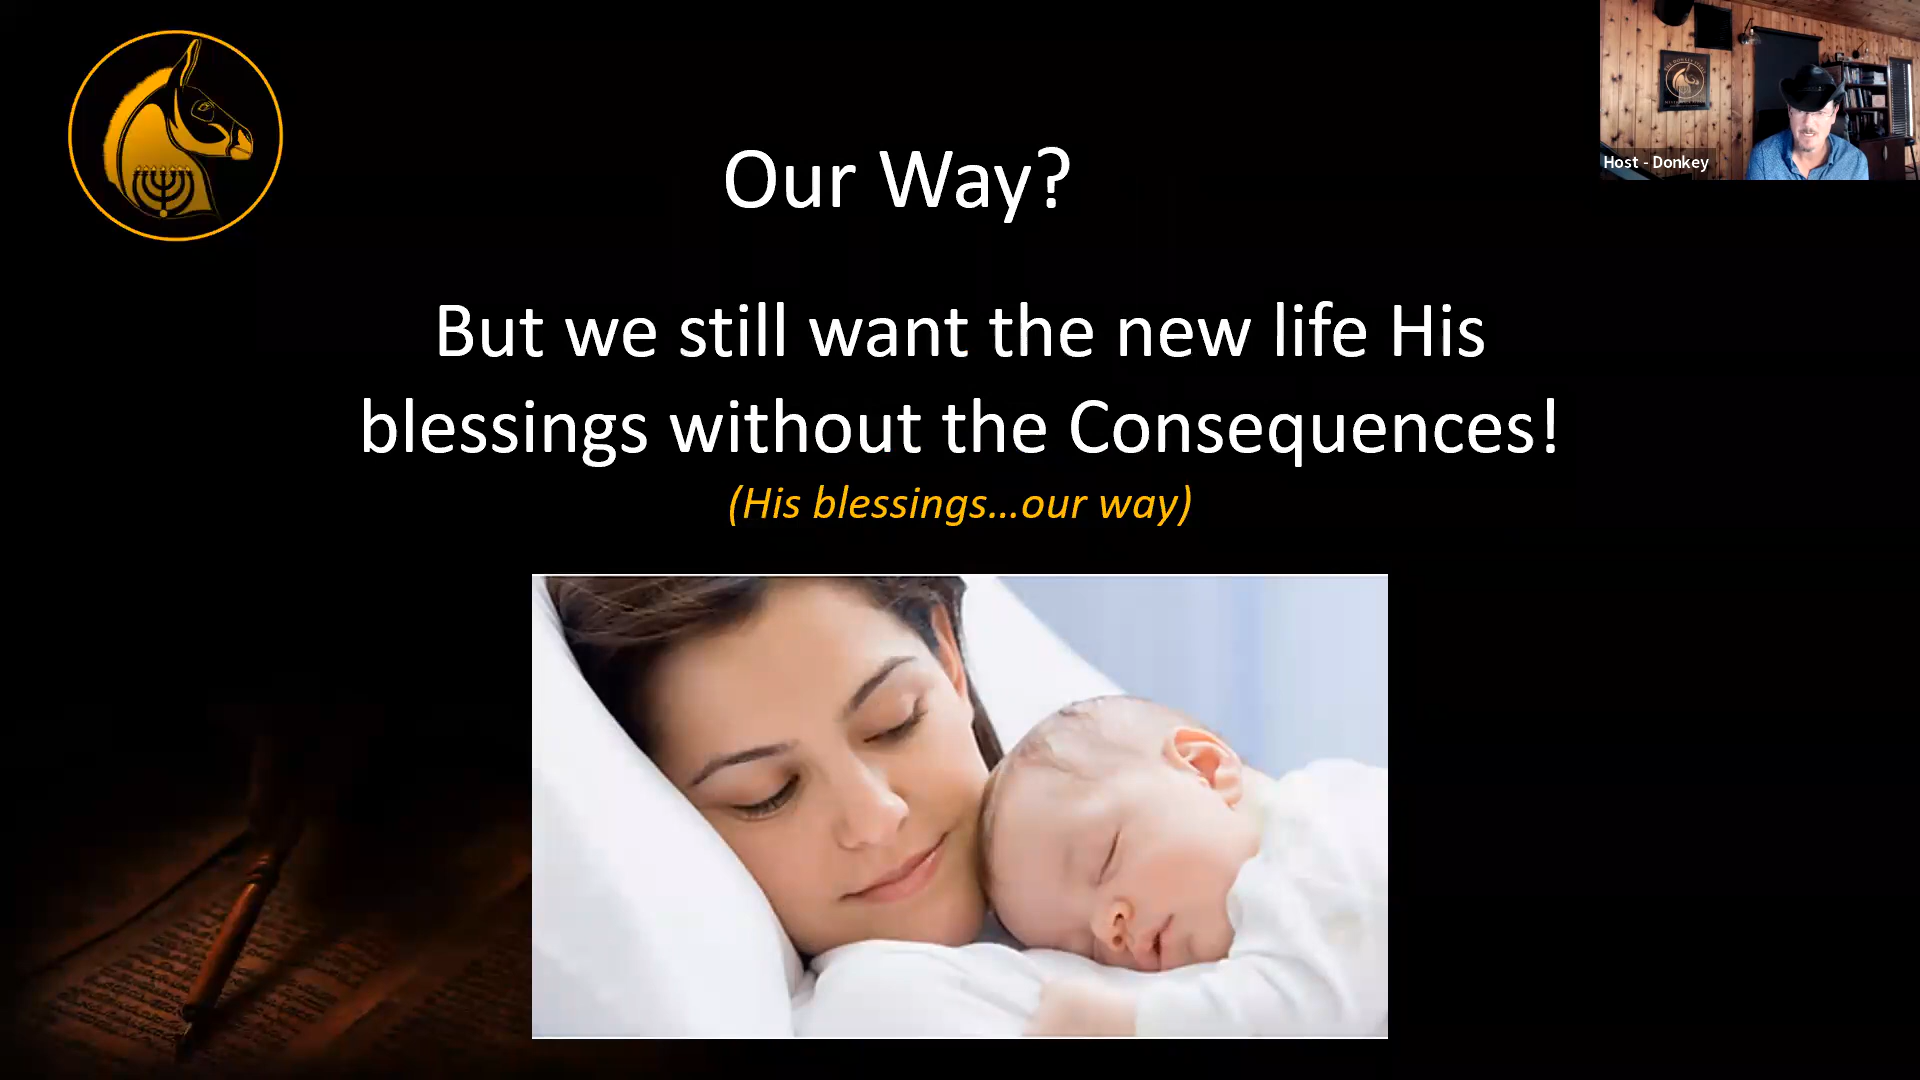 Our Way?
Host - Donkey
But we still want the new life His
blessings without the Consequences!
(His blessings...our way)